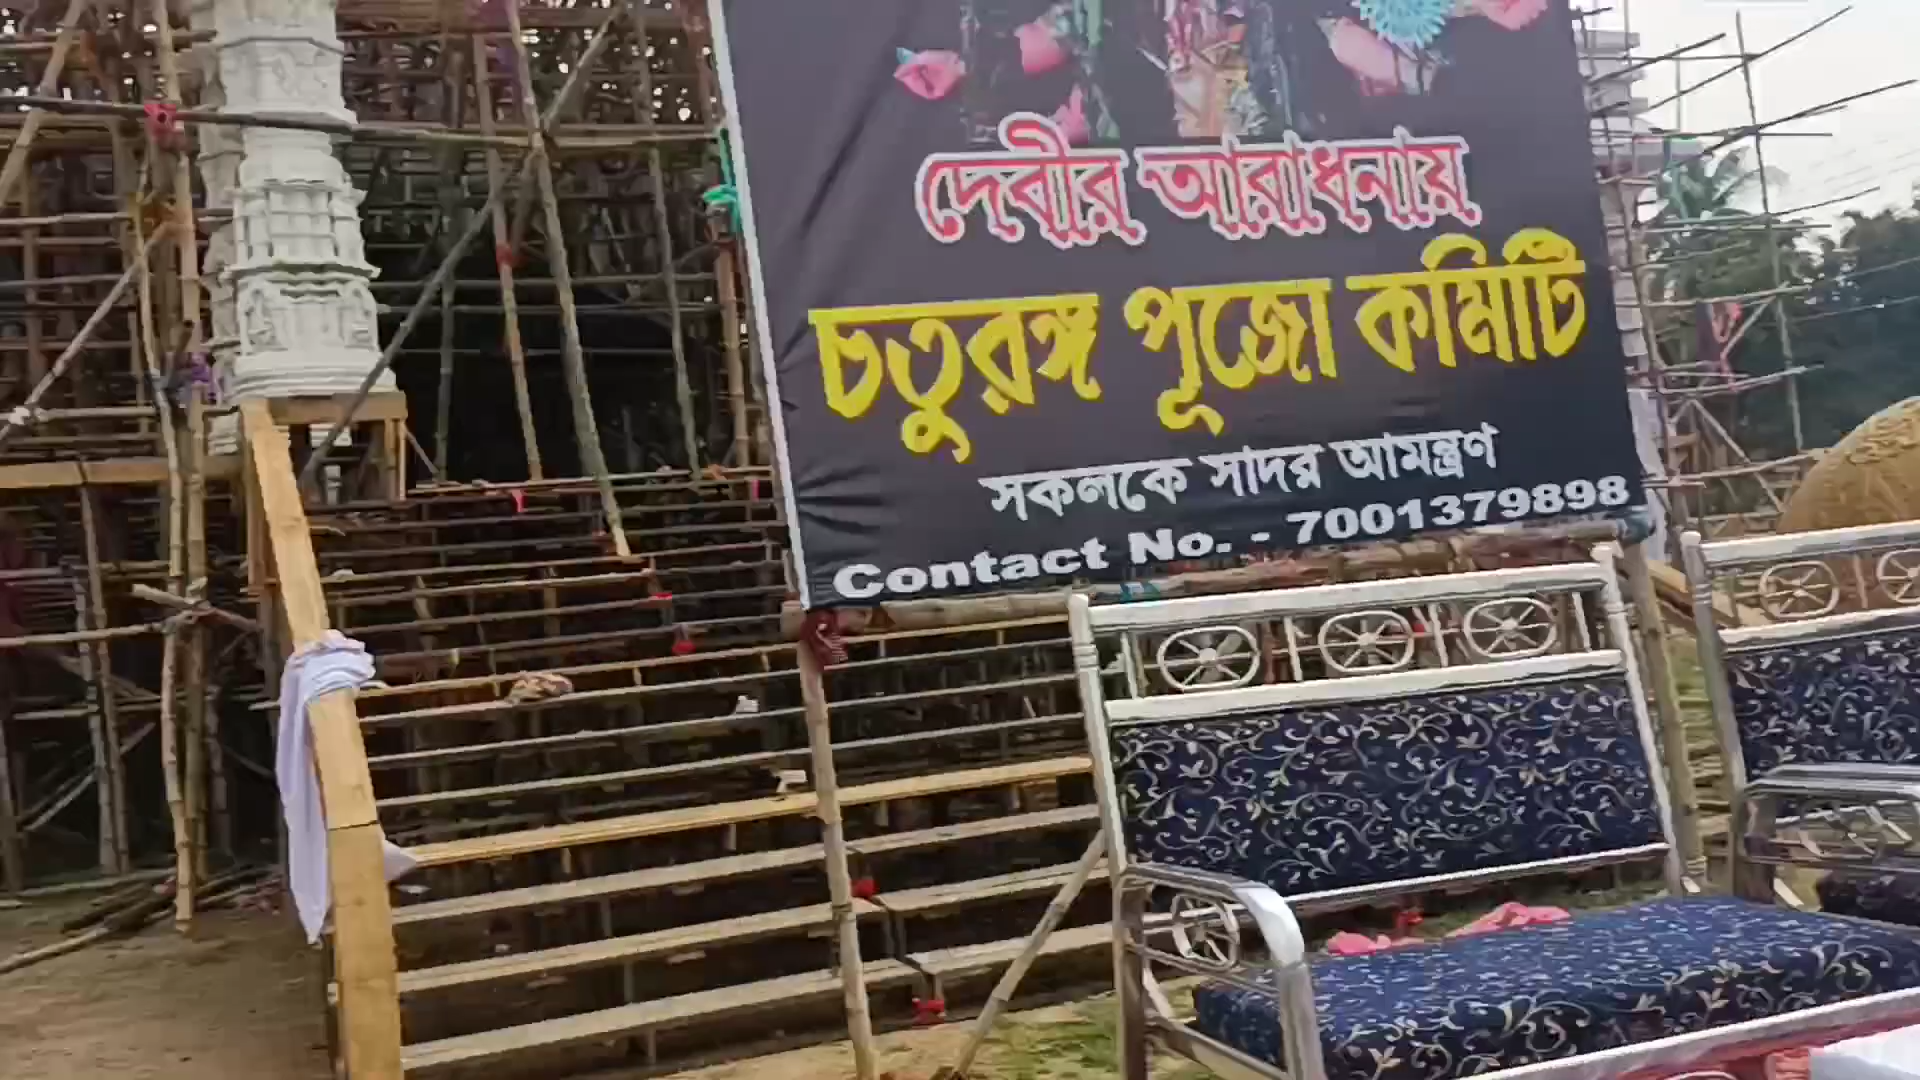 দেবীর আরাধনায়
চতুরঙ্গ পূজো কমিটি
সকলকে সাদর আমন্ত্রণ
Contact No. - 7001379898